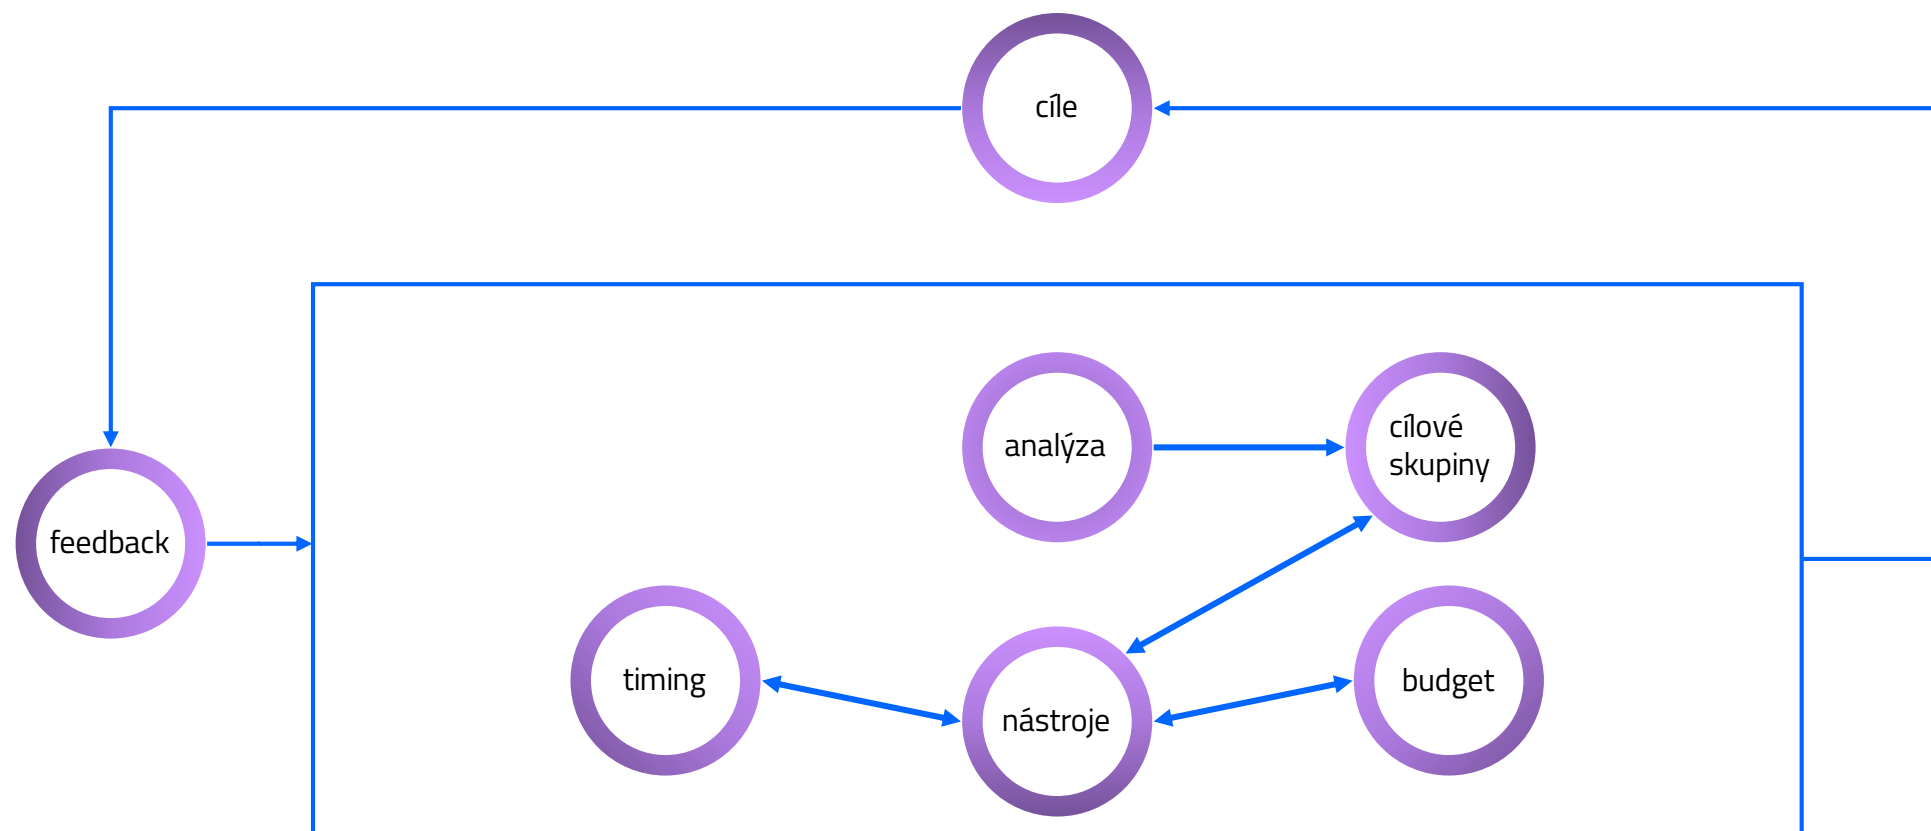 cíle
analýza
cílové
skupiny
feedback
timing
nástroje
budget